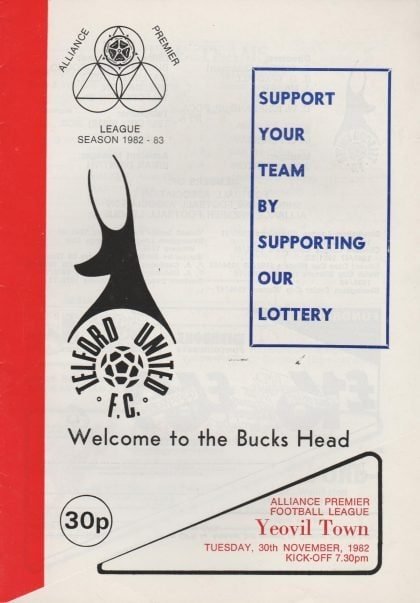 ALLIANCE PREMIER
LEAGUE
SEASON 1982 - 83
SUPPORT
YOUR
TEAM
BY
SUPPORTING
OUR
LOTTERY
TELFORD UNITED
F.C.
Welcome to the Bucks Head
30p
ALLIANCE PREMIER
FOOTBALL LEAGUE
Yeovil Town
TUESDAY, 30th NOVEMBER, 1982
KICK-OFF 7.30pm